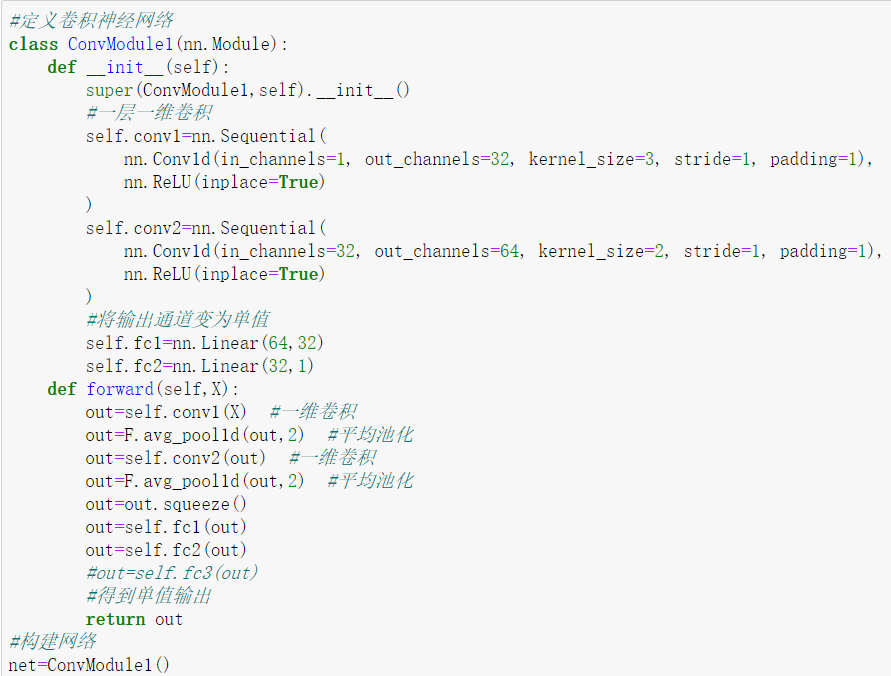 #定义卷积神经网络
class ConvModule1(nn.Module):
    def __init__(self):
        super(ConvModule1,self).__init__()
        #一层一维卷积
        self.conv1=nn.Sequential(
            nn.Conv1d(in_channels=1, out_channels=32, kernel_size=3, stride=1, padding=1),
            nn.ReLU(inplace=True)
        )
        self.conv2=nn.Sequential(
            nn.Conv1d(in_channels=32, out_channels=64, kernel_size=2, stride=1, padding=1),
            nn.ReLU(inplace=True)
        )
        #将输出通道变为单值
        self.fc1=nn.Linear(64,32)
        self.fc2=nn.Linear(32,1)
    def forward(self,X):
        out=self.conv1(X)  #一维卷积
        out=F.avg_pool1d(out,2)  #平均池化
        out=self.conv2(out)  #一维卷积
        out=F.avg_pool1d(out,2)  #平均池化
        out=out.squeeze()
        out=self.fc1(out)
        out=self.fc2(out)
        #out=self.fc3(out)
        #得到单值输出
        return out
#构建网络
net=ConvModule1()